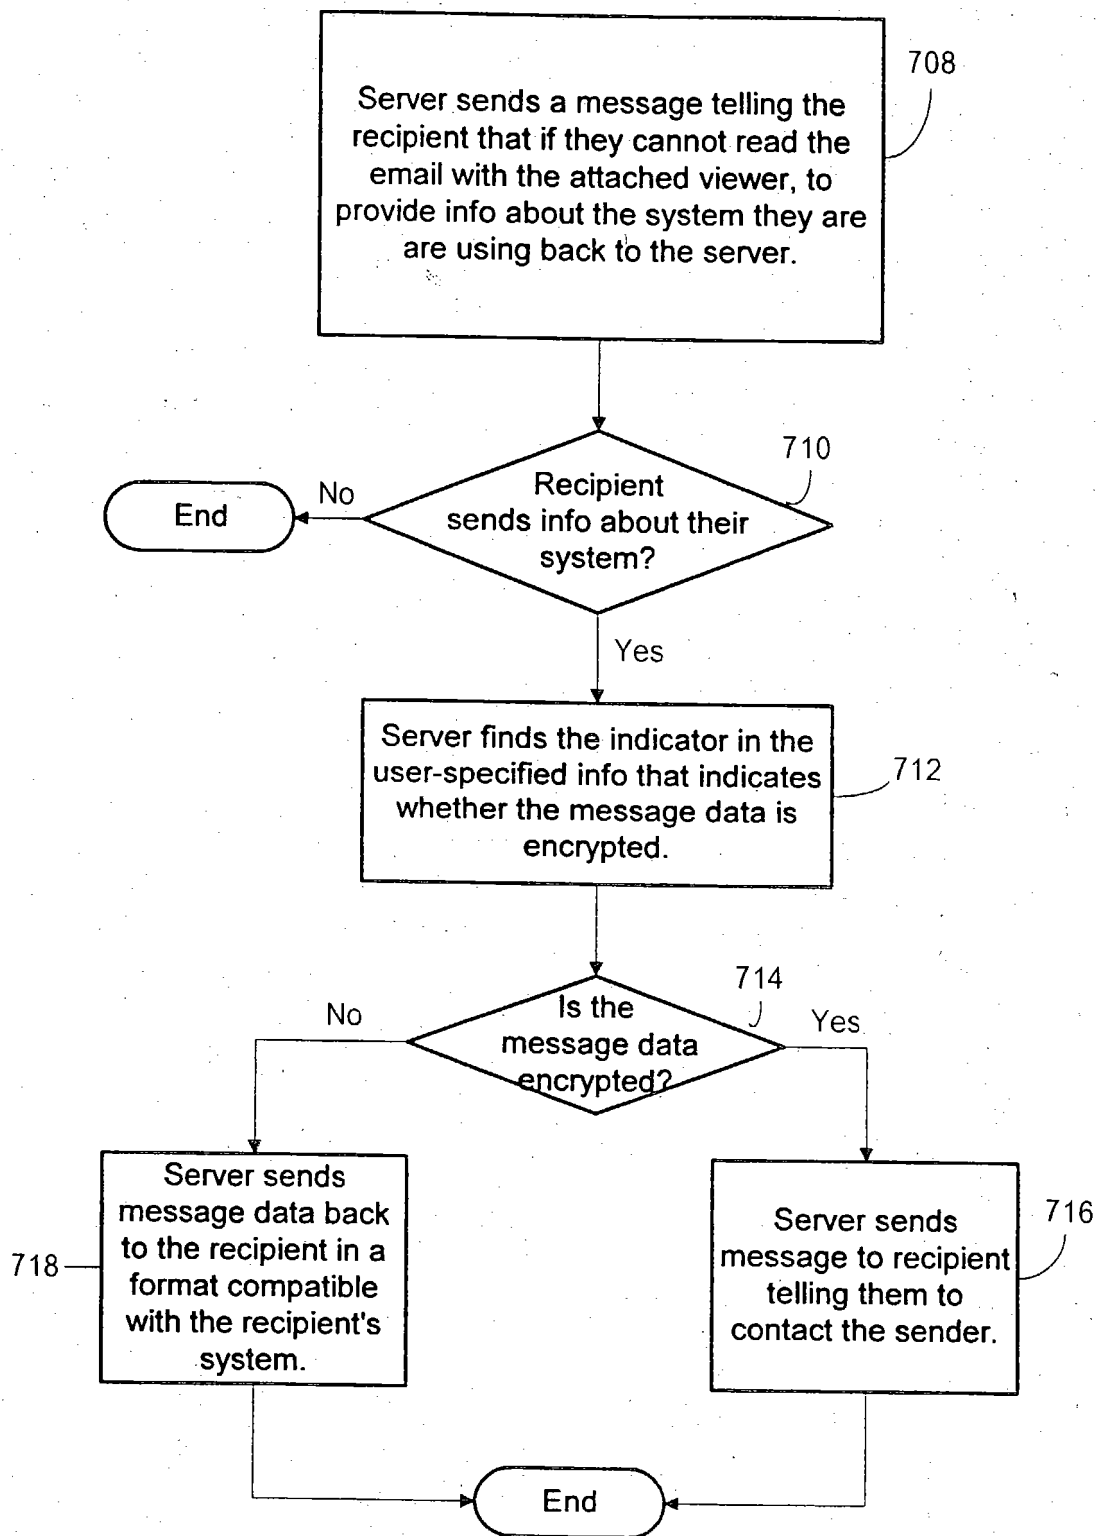 708
Server sends a message telling the
recipient that if they cannot read the
email with the attached viewer, to
provide info about the system they are
are using back to the server.
710
Recipient
sends info about their
system?
No
End
Yes
Server finds the indicator in the
user-specified info that indicates
whether the message data is
encrypted.
712
714
Is the
message data
encrypted?
No
Yes
Server sends
message data back
to the recipient in a
format compatible
with the recipient's
system.
718
Server sends
message to recipient
telling them to
contact the sender.
716
End